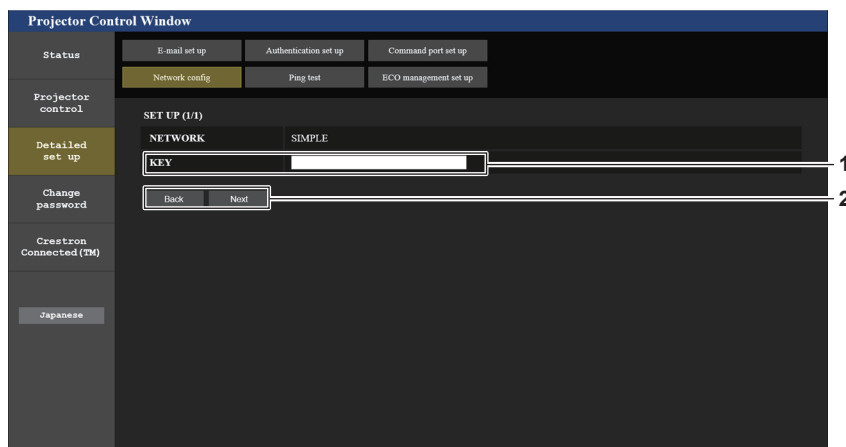 Projector Control Window
Status
E-mail set up
Authentication set up
Command port set up
Network config
Ping test
ECO management set up
Projector
control
SET UP (1/1)
Detailed
set up
NETWORK
SIMPLE
KEY
1
Change
password
Back
Next
2
Crestron
Connected(TM)
Japanese